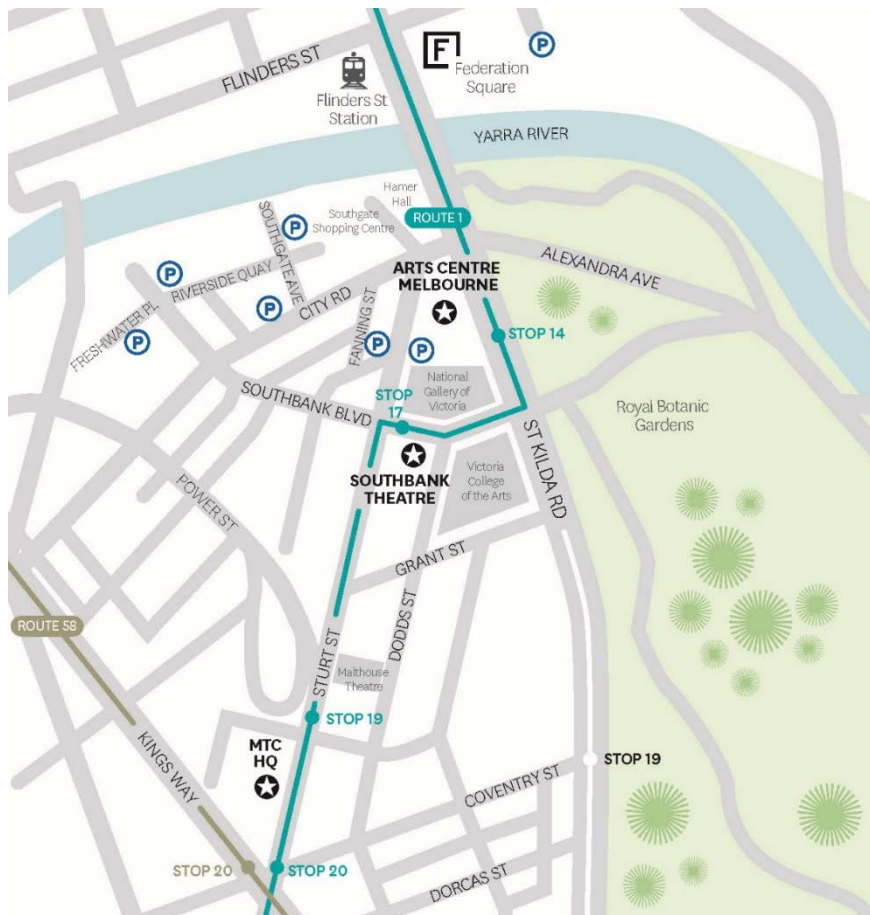 F
P
FLINDERS ST
Federation
Square
Flinders St
Station
P
YARRA RIVER
Hamer
Hall
SOUTHGATE AVE
P
Southgate
Shopping Centre
ROUTE 1
ALEXANDRA AVE
P
RIVERSIDE QUAY
ARTS CENTRE
MELBOURNE
FRESHWATER PL
P
CITY RD
P
FANNING ST
P
P
STOP 14
National
Gallery of
Victoria
SOUTHBANK BLVD
STOP
17
Royal Botanic
Gardens
ST KILDA RD
SOUTHBANK
THEATRE
Victoria
College
of the Arts
POWER ST
GRANT ST
DODDS ST
ROUTE 58
STURT ST
Malthouse
Theatre
STOP 19
MTC
HQ
KINGS WAY
STOP 19
COVENTRY ST
STOP 20
STOP 20
DORCAS ST